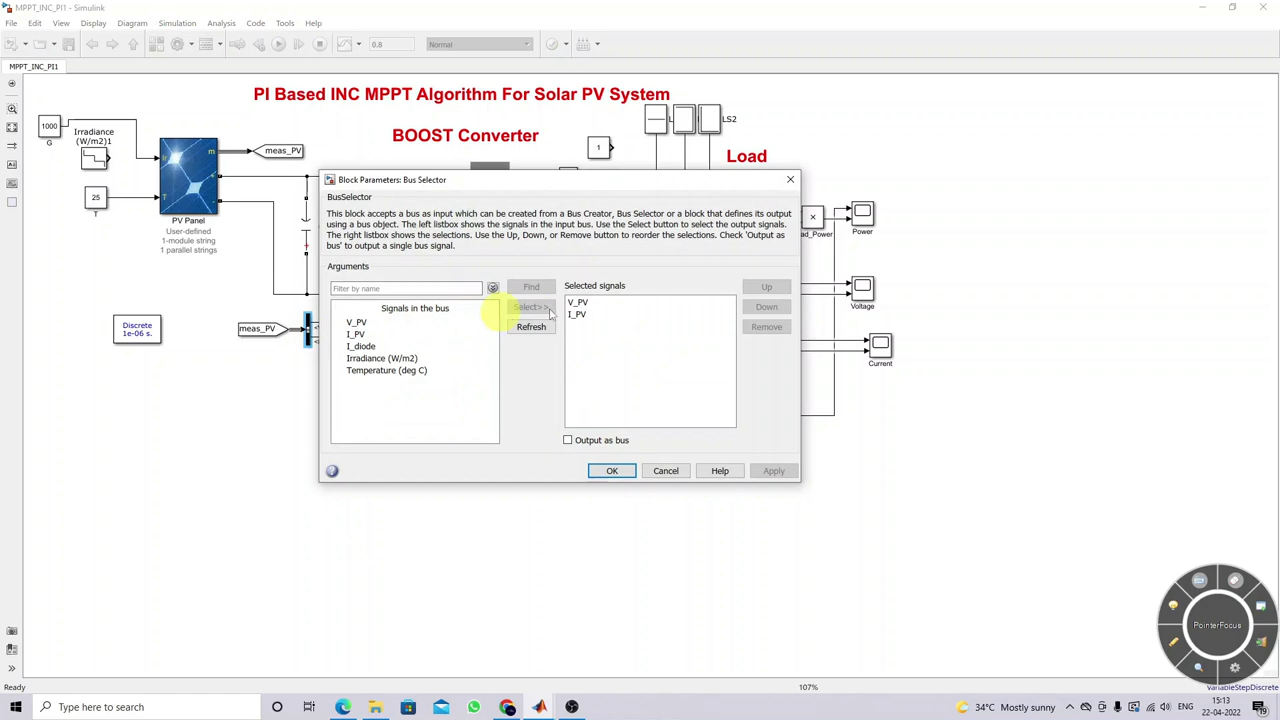 MPPT_INC_PI1 - Simulink
File Edit View Display Diagram Simulation Analysis Code Tools Help
0.8
Normal
MPPT_INC_PI1
PI Based INC MPPT Algorithm For Solar PV System
BOOST Converter
Load
1000
G
Irradiance
(W/m2)1
25
T
Ir
T
m
+
PV Panel
User-defined
1-module string
1 parallel strings
meas_PV
1
LS2
Discrete
1e-06 s.
meas_PV
Block Parameters: Bus Selector
BusSelector
This block accepts a bus as input which can be created from a Bus Creator, Bus Selector or a block that defines its output
using a bus object. The left listbox shows the signals in the input bus. Use the Select button to select the output signals.
The right listbox shows the selections. Use the Up, Down, or Remove button to reorder the selections. Check 'Output as
bus' to output a single bus signal.
Arguments
Filter by name
Find
Select>>
Refresh
Signals in the bus
V_PV
I_PV
I_diode
Irradiance (W/m2)
Temperature (deg C)
Selected signals
V_PV
I_PV
Up
Down
Remove
Output as bus
OK Cancel Help Apply
×
ad_Power
Power
Voltage
Current
PointerFocus
Ready
107%
VariableStepDiscrete
Type here to search
34°C Mostly sunny
ENG
15:13
22-04-2022
19